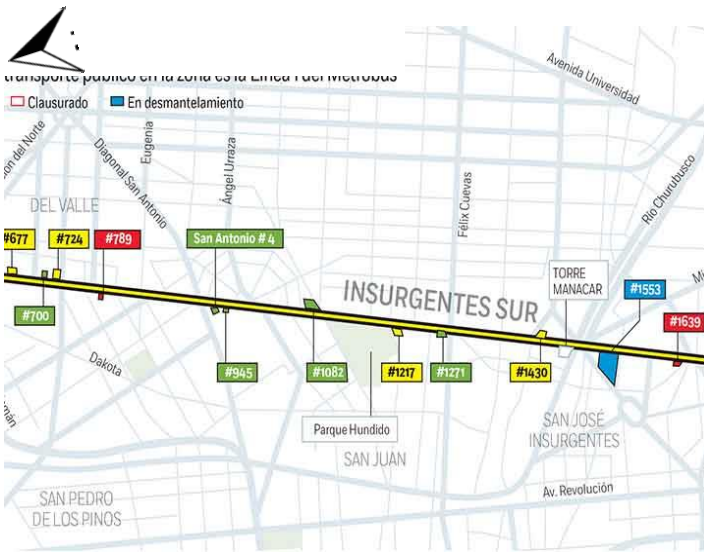 transporte público en la zona es la Línea 1 del Metrobús
Clausurado
En desmantelamiento
Avenida Universidad
ón del Norte
Diagonal San Antonio
Eugenia
Ángel Urraza
Félix Cuevas
Río Churubusco
DEL VALLE
#677
#724
#789
San Antonio # 4
INSURGENTES SUR
TORRE
MANACAR
#1553
#1639
#700
Dakota
#945
#1082
#1217
#1271
#1430
Parque Hundido
SAN JUÁN
SAN JOSÉ
INSURGENTES
Av. Revolución
SAN PEDRO
DE LOS PINOS